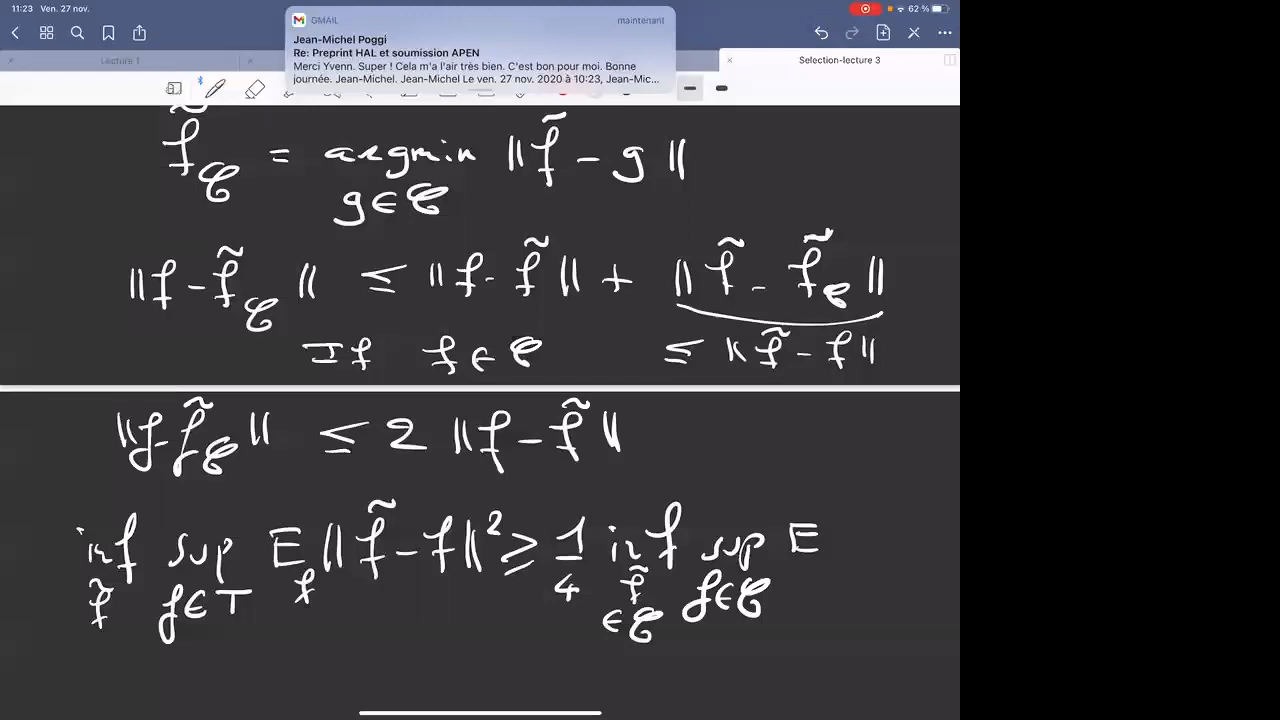 11:23 Ven. 27 nov.
62 %
GMAIL
maintenant
Jean-Michel Poggi
Re: Preprint HAL et soumission APEN
Merci Yvenn. Super ! Cela m'a l'air très bien. C'est bon pour moi. Bonne
journée. Jean-Michel. Jean-Michel Le ven. 27 nov. 2020 à 10:23, Jean-Mic...
Lecture 1
Selection-lecture 3
f̃_𝒞 = argmin ‖f̃ − g‖
g∈𝒞
‖f − f̃_𝒞‖ ≤ ‖f − f̃‖ + ‖f̃ − f̃_𝒞‖
If f ∈ 𝒞 ≤ ‖f̃ − f‖
‖f − f̃_𝒞‖ ≤ 2 ‖f − f̃‖
inf sup E_f ‖f̃ − f‖² ≥ 1/4 inf sup E
f̃ f∈T f̃ ∈𝒞 f∈𝒞